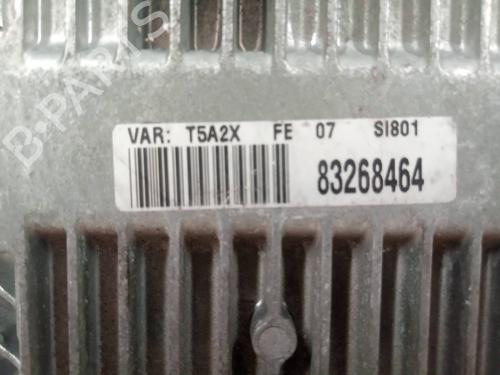 B-PARTS
VAR: T5A2X FE 07 SI801
83268464